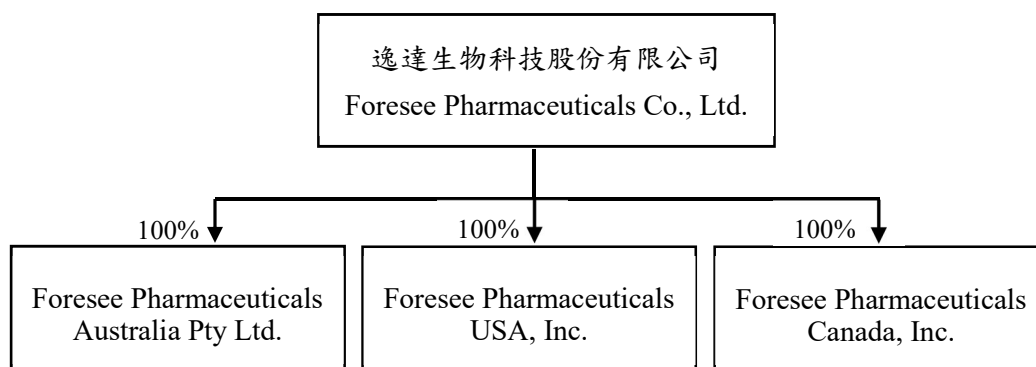 逸達生物科技股份有限公司
Foresee Pharmaceuticals Co., Ltd.
100%
100%
100%
Foresee Pharmaceuticals
Australia Pty Ltd.
Foresee Pharmaceuticals
USA, Inc.
Foresee Pharmaceuticals
Canada, Inc.